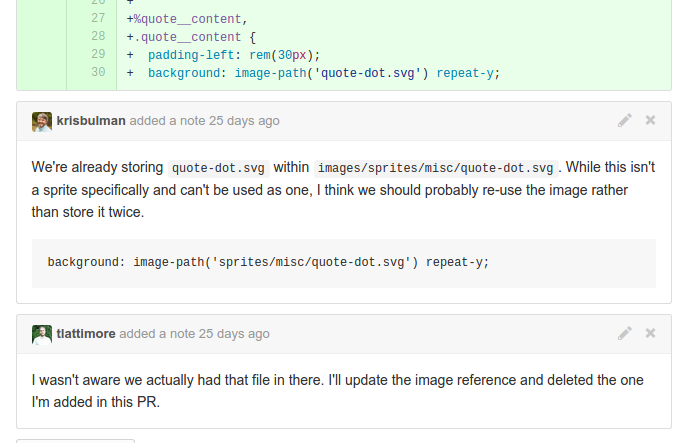 26 +
27 +%quote__content,
28 +.quote__content {
29 +  padding-left: rem(30px);
30 +  background: image-path('quote-dot.svg') repeat-y;
krisbulman added a note 25 days ago
We're already storing quote-dot.svg within images/sprites/misc/quote-dot.svg . While this isn't
a sprite specifically and can't be used as one, I think we should probably re-use the image rather
than store it twice.
background: image-path('sprites/misc/quote-dot.svg') repeat-y;
tlattimore added a note 25 days ago
I wasn't aware we actually had that file in there. I'll update the image reference and deleted the one
I'm added in this PR.